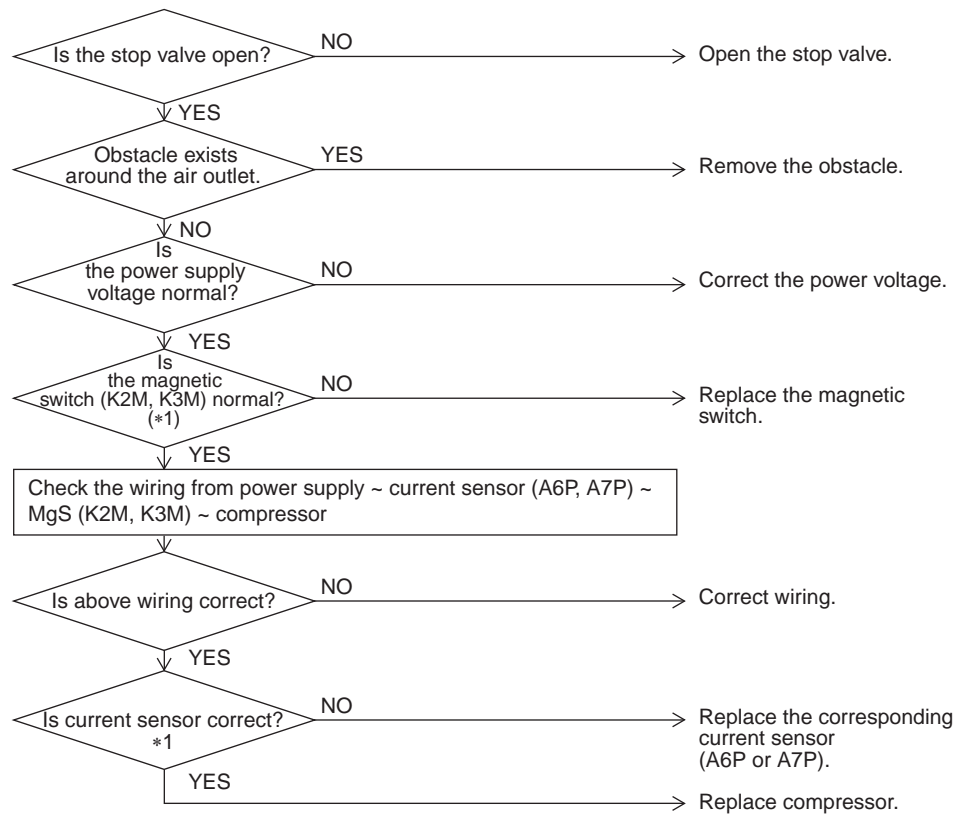 Is the stop valve open?
NO
Open the stop valve.
YES
Obstacle exists
around the air outlet.
YES
Remove the obstacle.
NO
Is
the power supply
voltage normal?
NO
Correct the power voltage.
YES
Is
the magnetic
switch (K2M, K3M) normal?
(*1)
NO
Replace the magnetic
switch.
YES
Check the wiring from power supply ~ current sensor (A6P, A7P) ~
MgS (K2M, K3M) ~ compressor
Is above wiring correct?
NO
Correct wiring.
YES
Is current sensor correct?
*1
NO
Replace the corresponding
current sensor
(A6P or A7P).
YES
Replace compressor.